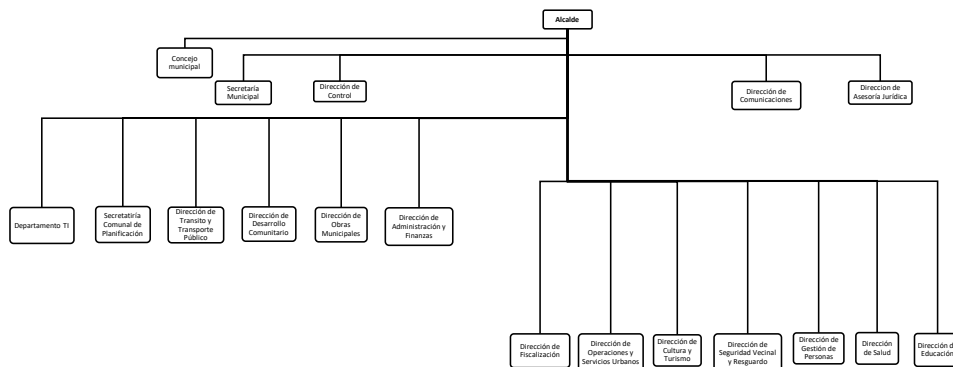 Alcalde
Concejo
municipal
Secretaría
Municipal
Dirección de
Control
Dirección de
Comunicaciones
Direccion de
Asesoría Jurídica
Departamento TI
Secretatiría
Comunal de
Planificación
Dirección de
Transito y
Transporte
Público
Dirección de
Desarrollo
Comunitario
Dirección de
Obras
Municipales
Dirección de
Administración y
Finanzas
Dirección de
Fiscalización
Dirección de
Operaciones y
Servicios Urbanos
Dirección de
Cultura y
Turismo
Dirección de
Seguridad Vecinal
y Resguardo
Dirección de
Gestión de
Personas
Dirección
de Salud
Dirección de
Educación